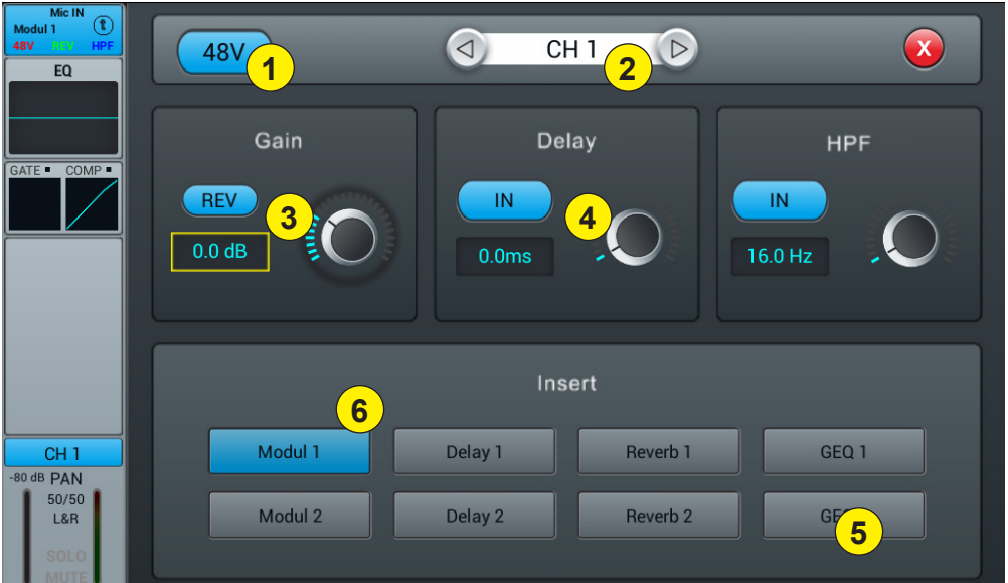 Mic IN
Modul 1 t
48V REV HPF
EQ
GATE COMP
CH 1
-80 dB PAN
50/50
L&R
SOLO
MUTE
48V 1
CH 1 2
X
Gain
REV
3
0.0 dB
Delay
IN
4
0.0ms
HPF
IN
16.0 Hz
Insert
6
Modul 1 Delay 1 Reverb 1 GEQ 1
Modul 2 Delay 2 Reverb 2
5